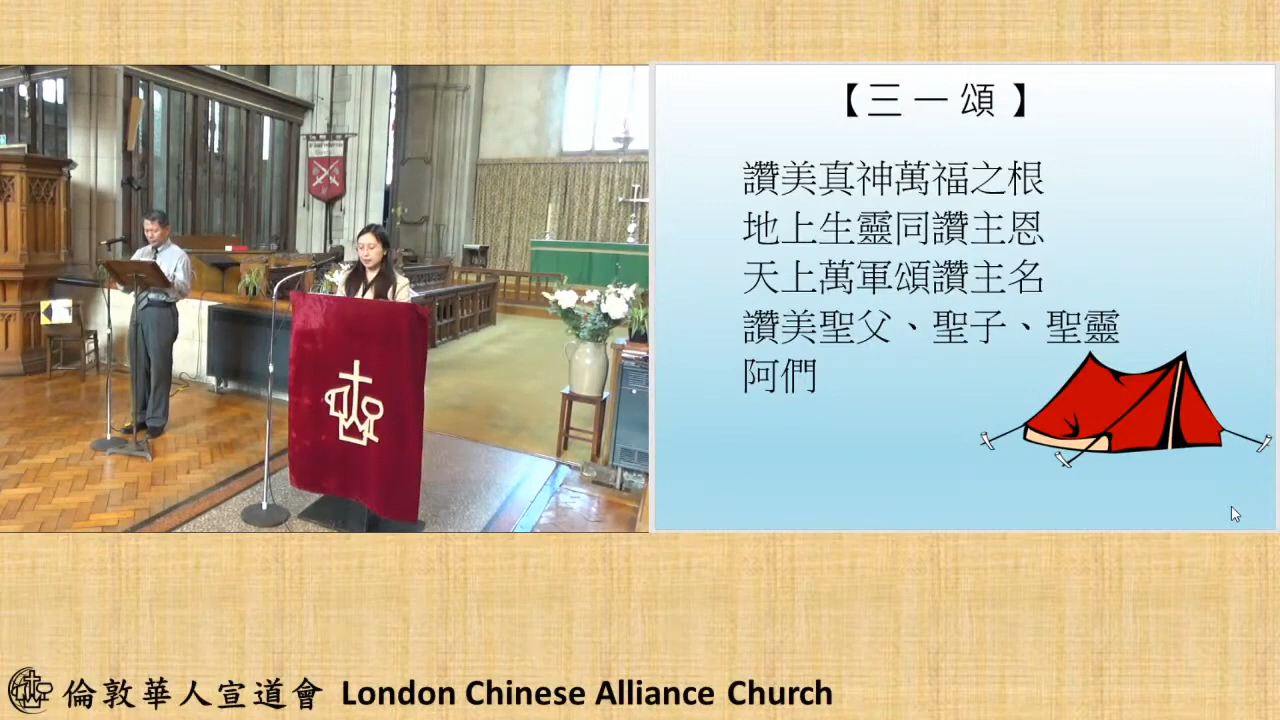 【三一頌】
讚美真神萬福之根
地上生靈同讚主恩
天上萬軍頌讚主名
讚美聖父、聖子、聖靈
阿們
倫敦華人宣道會 London Chinese Alliance Church